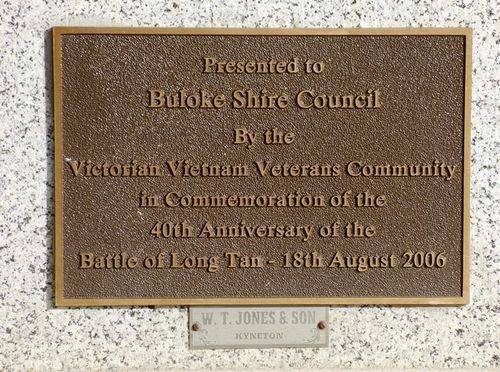 Presented to
Buloke Shire Council
By the
Victorian Vietnam Veterans Community
in Commemoration of the
40th Anniversary of the
Battle of Long Tan - 18th August 2006
W. T. JONES & SON
KYNETON